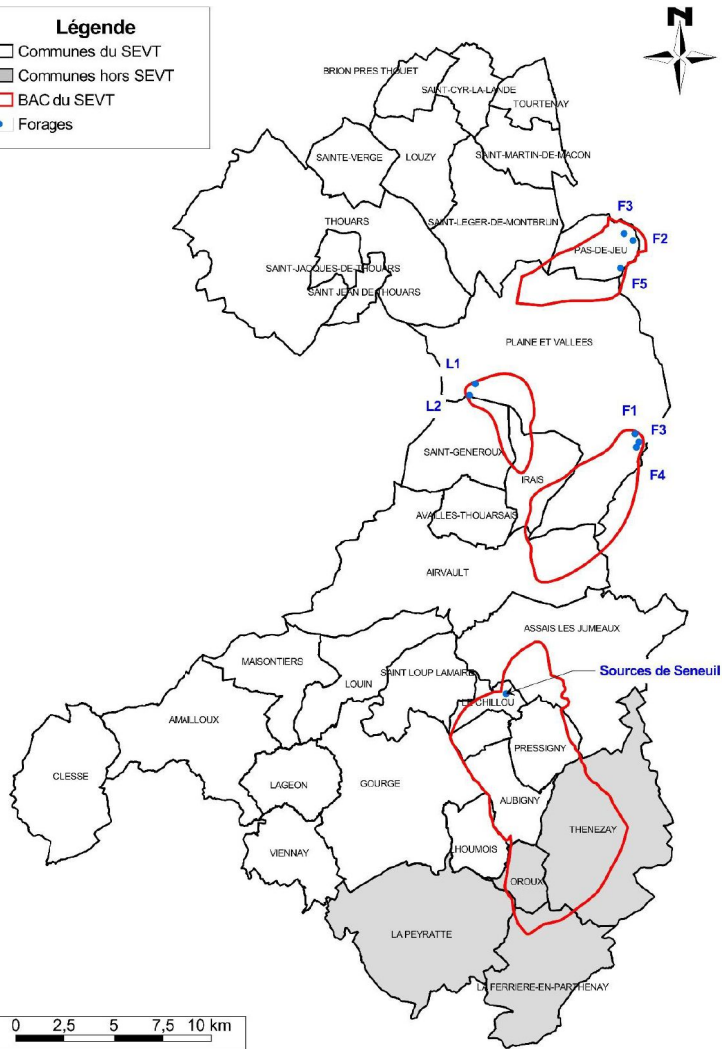 Légende
Communes du SEVT
Communes hors SEVT
BAC du SEVT
Forages
N
BRION PRES THOUET
SAINT-CYR-LA-LANDE
TOURTENAY
SAINTE-VERGE
LOUZY
SAINT-MARTIN-DE-MACON
THOUARS
SAINT-LEGER-DE-MONTBRUN
F3
F2
PAS-DE-JEU
SAINT-JACQUES-DE-THOUARS
F5
SAINT JEAN DE THOUARS
PLAINE ET VALLEES
L1
L2
F1
F3
SAINT-GENEROUX
F4
IRAIS
AVAILLES-THOUARSAIS
AIRVAULT
ASSAIS LES JUMEAUX
MAISONTIERS
SAINT LOUP LAMAIRE
Sources de Seneuil
LOUIN
LE CHILLOU
AMAILLOUX
PRESSIGNY
CLESSE
LAGEON
GOURGE
AUBIGNY
THENEZAY
VIENNAY
HOUMOIS
OROUX
LA PEYRATTE
LA FERRIERE-EN-PARTHENAY
0 2,5 5 7,5 10 km